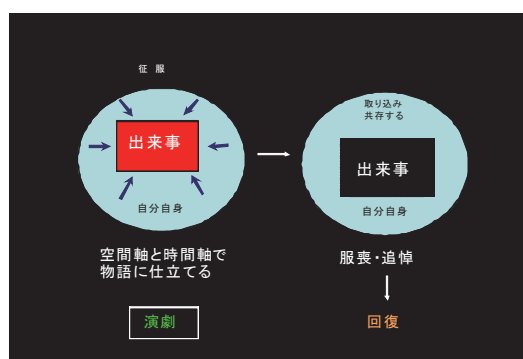 征 服
出来事
自分自身
空間軸と時間軸で
物語に仕立てる
演劇
取り込み
共存する
出来事
自分自身
服喪・追悼
回復